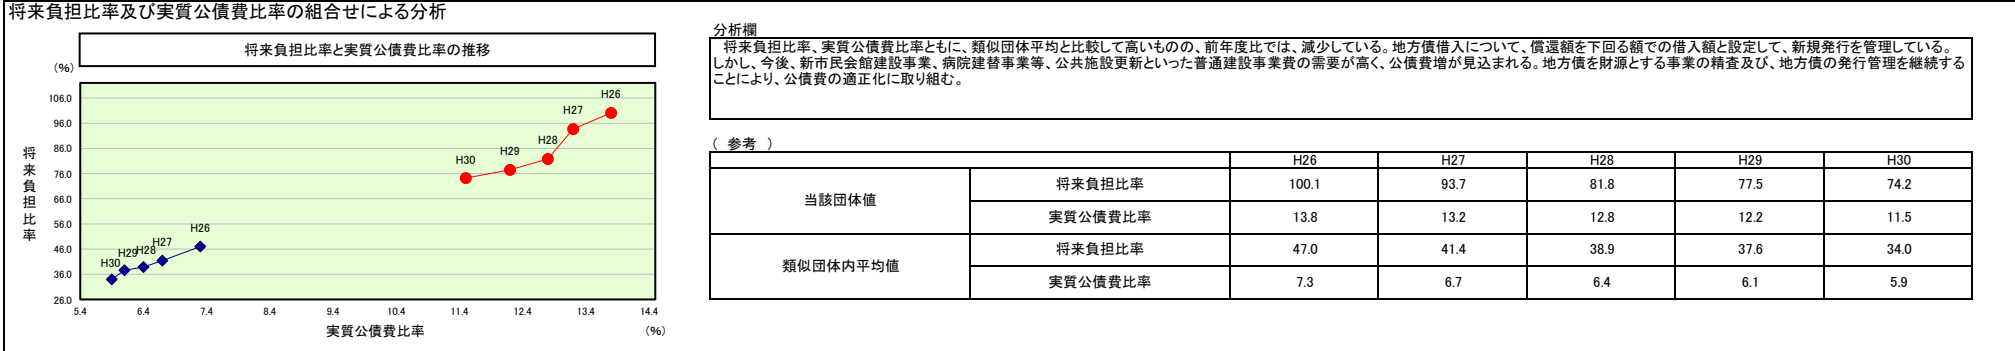 将来負担比率及び実質公債費比率の組合せによる分析
将来負担比率と実質公債費比率の推移
(%)
106.0
96.0
86.0
76.0
66.0
56.0
46.0
36.0
26.0
将来負担比率
H26
H27
H28
H29
H30
H26
H27
H28
H29
H30
5.4 6.4 7.4 8.4 9.4 10.4 11.4 12.4 13.4 14.4
実質公債費比率
(%)
分析欄
将来負担比率、実質公債費比率ともに、類似団体平均と比較して高いものの、前年度比では、減少している。地方債借入について、償還額を下回る額での借入額と設定して、新規発行を管理している。
しかし、今後、新市民会館建設事業、病院建替事業等、公共施設更新といった普通建設事業費の需要が高く、公債費増が見込まれる。地方債を財源とする事業の精査及び、地方債の発行管理を継続する
ことにより、公債費の適正化に取り組む。
( 参考 )
H26 H27 H28 H29 H30
当該団体値
将来負担比率 100.1 93.7 81.8 77.5 74.2
実質公債費比率 13.8 13.2 12.8 12.2 11.5
類似団体内平均値
将来負担比率 47.0 41.4 38.9 37.6 34.0
実質公債費比率 7.3 6.7 6.4 6.1 5.9